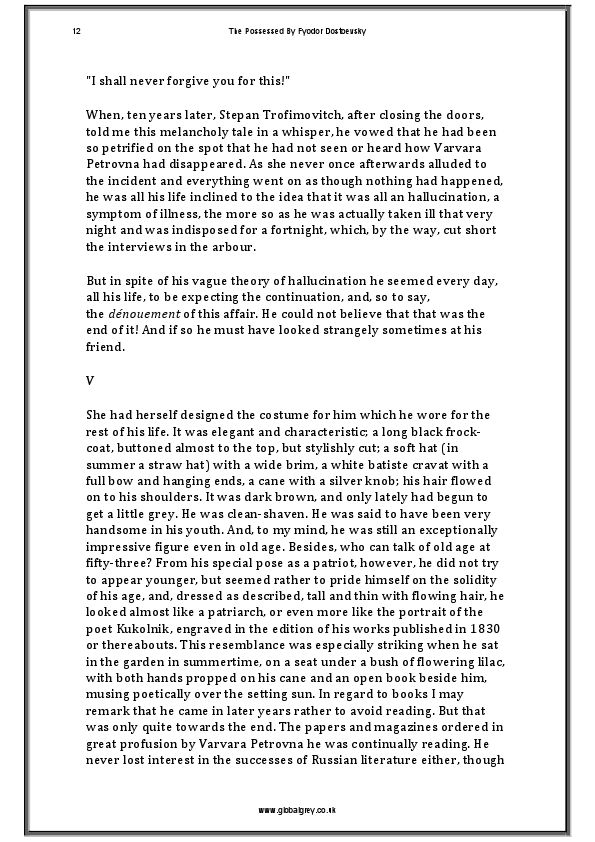 12 The Possessed By Fyodor Dostoevsky
"I shall never forgive you for this!"
When, ten years later, Stepan Trofimovitch, after closing the doors,
told me this melancholy tale in a whisper, he vowed that he had been
so petrified on the spot that he had not seen or heard how Varvara
Petrovna had disappeared. As she never once afterwards alluded to
the incident and everything went on as though nothing had happened,
he was all his life inclined to the idea that it was all an hallucination, a
symptom of illness, the more so as he was actually taken ill that very
night and was indisposed for a fortnight, which, by the way, cut short
the interviews in the arbour.
But in spite of his vague theory of hallucination he seemed every day,
all his life, to be expecting the continuation, and, so to say,
the dénouement of this affair. He could not believe that that was the
end of it! And if so he must have looked strangely sometimes at his
friend.
V
She had herself designed the costume for him which he wore for the
rest of his life. It was elegant and characteristic; a long black frock-
coat, buttoned almost to the top, but stylishly cut; a soft hat (in
summer a straw hat) with a wide brim, a white batiste cravat with a
full bow and hanging ends, a cane with a silver knob; his hair flowed
on to his shoulders. It was dark brown, and only lately had begun to
get a little grey. He was clean-shaven. He was said to have been very
handsome in his youth. And, to my mind, he was still an exceptionally
impressive figure even in old age. Besides, who can talk of old age at
fifty-three? From his special pose as a patriot, however, he did not try
to appear younger, but seemed rather to pride himself on the solidity
of his age, and, dressed as described, tall and thin with flowing hair, he
looked almost like a patriarch, or even more like the portrait of the
poet Kukolnik, engraved in the edition of his works published in 1830
or thereabouts. This resemblance was especially striking when he sat
in the garden in summertime, on a seat under a bush of flowering lilac,
with both hands propped on his cane and an open book beside him,
musing poetically over the setting sun. In regard to books I may
remark that he came in later years rather to avoid reading. But that
was only quite towards the end. The papers and magazines ordered in
great profusion by Varvara Petrovna he was continually reading. He
never lost interest in the successes of Russian literature either, though
www.globalgrey.co.uk